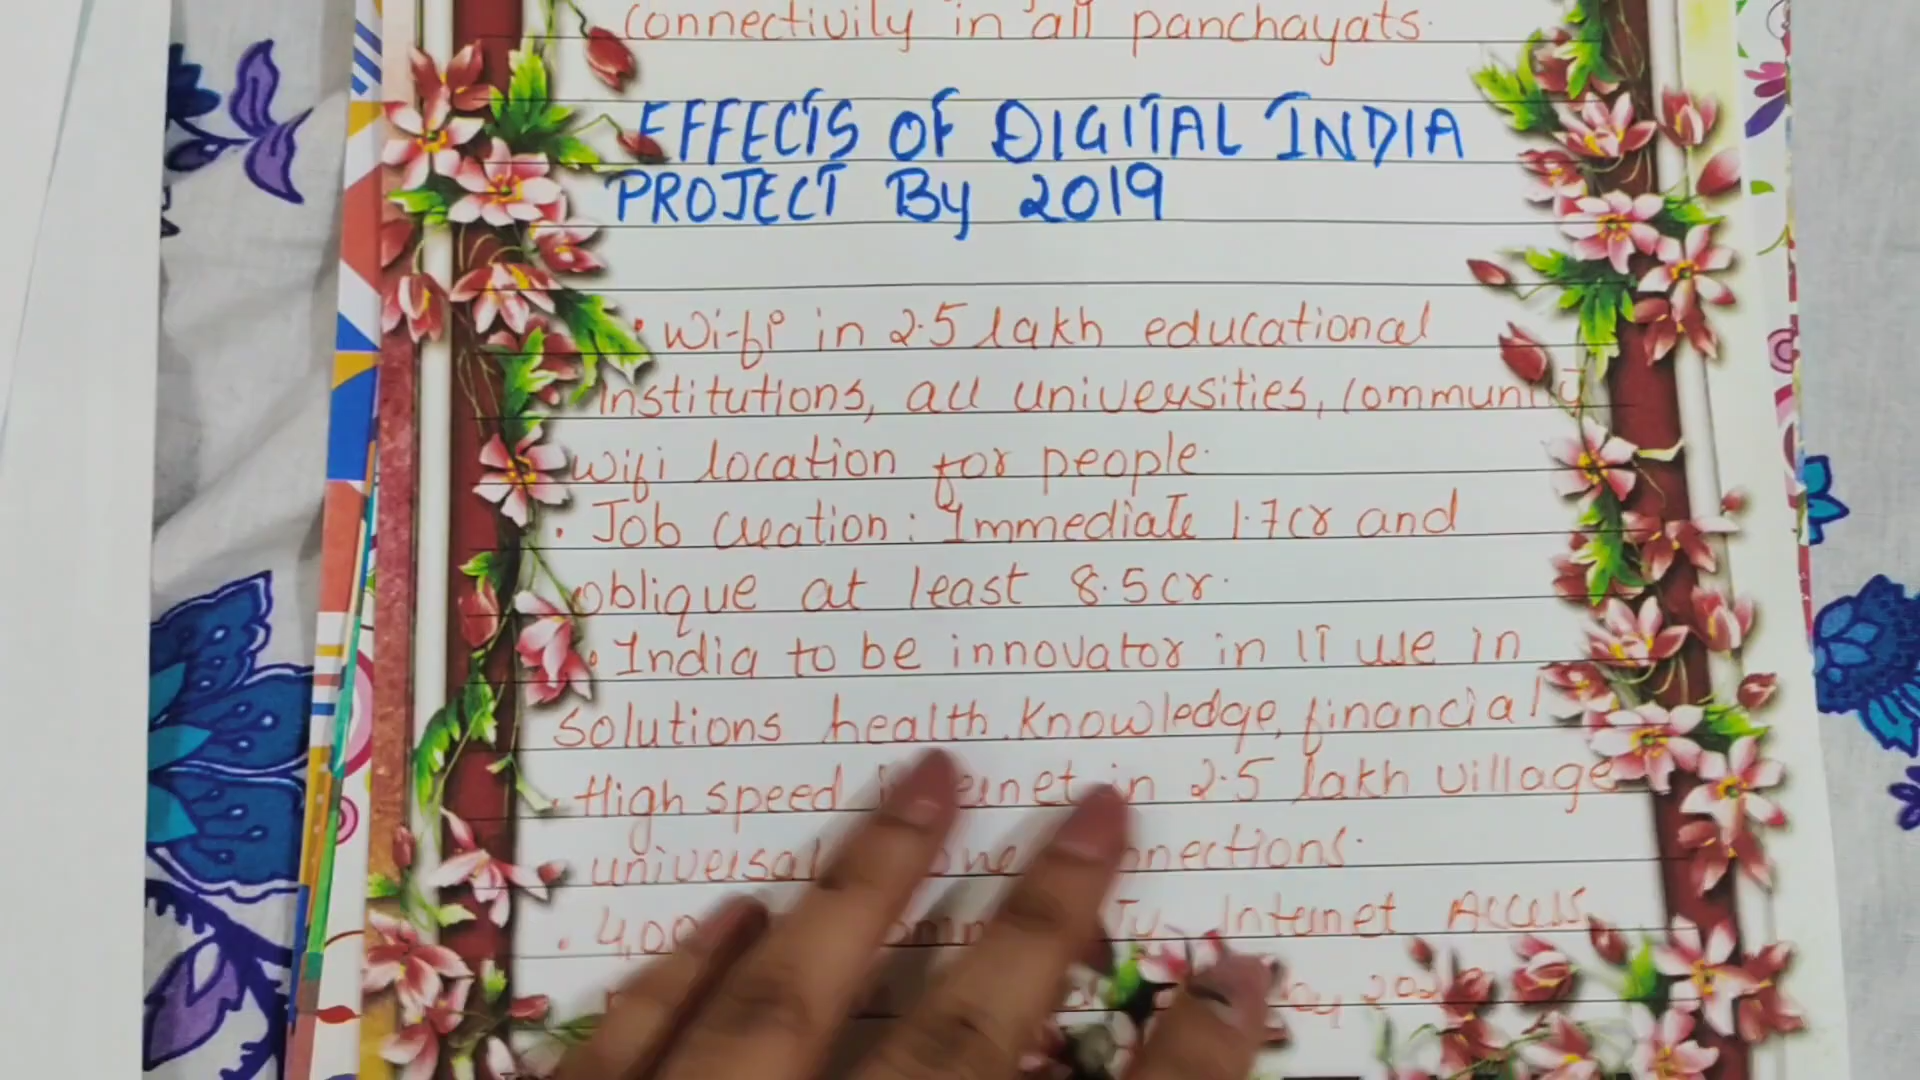 connectivity in all panchayats.
EFFECTS OF DIGITAL INDIA
PROJECT By 2019
• Wi-fi in 2.5 lakh educational
institutions, all universities, community
wifi location for people.
• Job creation: Immediate 1.7cr and
oblique at least 8.5cr.
• India to be innovator in IT use in
solutions health, Knowledge, financial
• High speed in 2.5 lakh village
• universal
• Internet Access